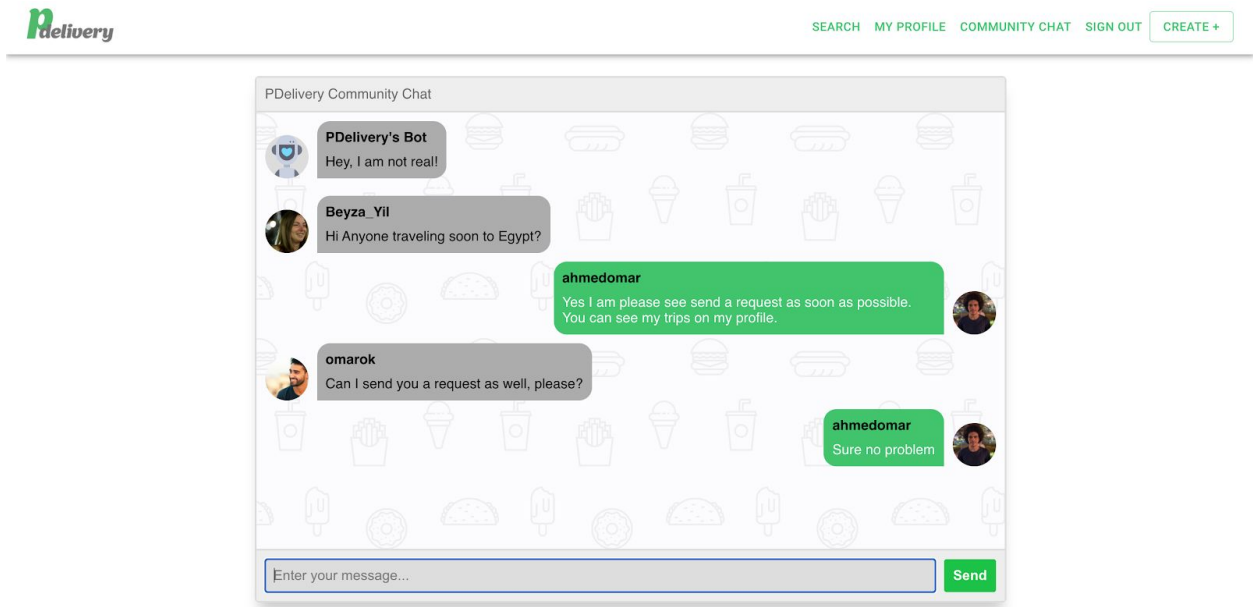 Pdelivery
SEARCH MY PROFILE COMMUNITY CHAT SIGN OUT CREATE +
PDelivery Community Chat
PDelivery's Bot
Hey, I am not real!
Beyza_Yil
Hi Anyone traveling soon to Egypt?
ahmedomar
Yes I am please see send a request as soon as possible.
You can see my trips on my profile.
omarok
Can I send you a request as well, please?
ahmedomar
Sure no problem
Enter your message...
Send